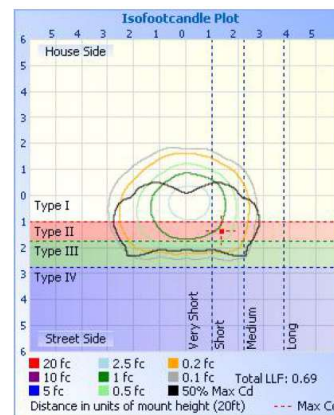 Isofootcandle Plot
6
House Side
5
4
3
2
1
6 5 4 3 2 1 0 1 2 3 4 5 6
0
Type I
1
Type II
2
Type III
3
Type IV
4
5
Very Short
Short
Medium
Long
Street Side
6
20 fc 2.5 fc 0.2 fc
10 fc 1 fc 0.1 fc Total LLF: 0.69
5 fc 0.5 fc 50% Max Cd
Distance in units of mount height (20ft) Max Cd